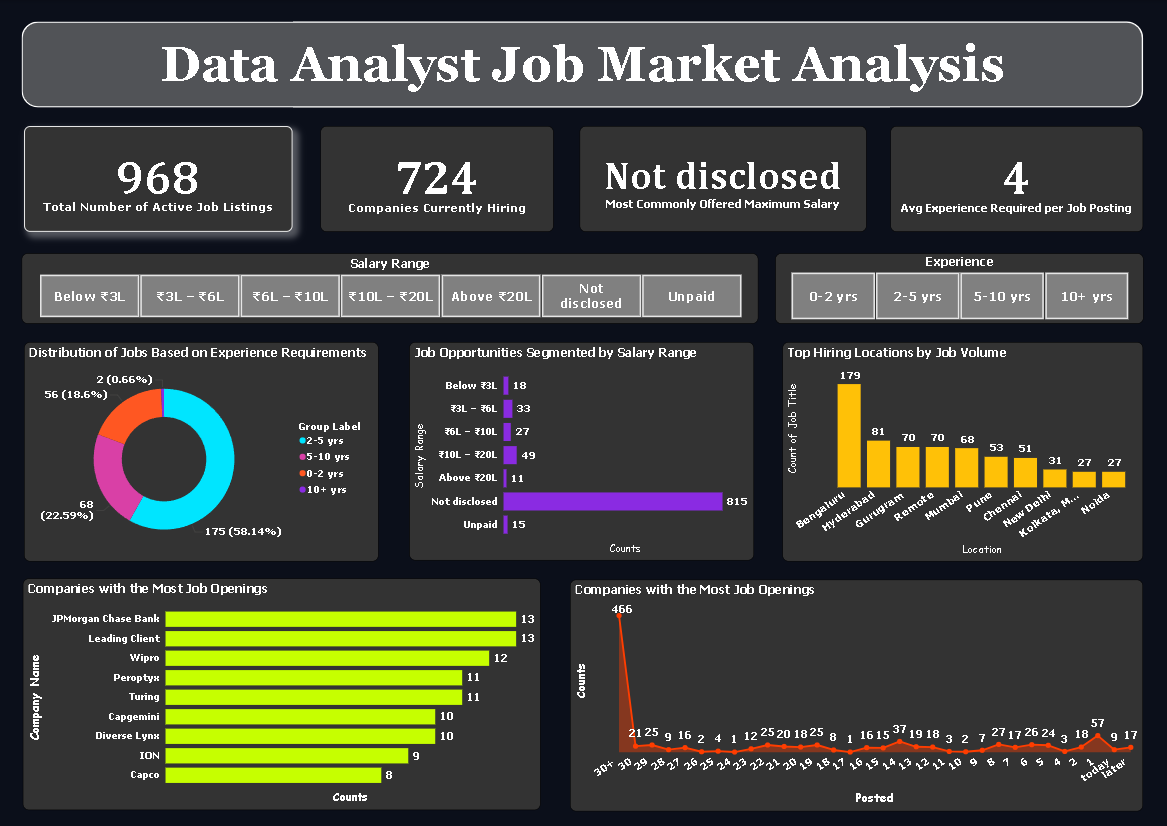 Data Analyst Job Market Analysis
968
Total Number of Active Job Listings
724
Companies Currently Hiring
Not disclosed
Most Commonly Offered Maximum Salary
4
Avg Experience Required per Job Posting
Salary Range
Below ₹3L
₹3L – ₹6L
₹6L – ₹10L
₹10L – ₹20L
Above ₹20L
Not
disclosed
Unpaid
Experience
0-2 yrs
2-5 yrs
5-10 yrs
10+ yrs
Distribution of Jobs Based on Experience Requirements
2 (0.66%)
56 (18.6%)
68
(22.59%)
175 (58.14%)
Group Label
2-5 yrs
5-10 yrs
0-2 yrs
10+ yrs
Job Opportunities Segmented by Salary Range
Salary Range
Below ₹3L 18
₹3L – ₹6L 33
₹6L – ₹10L 27
₹10L – ₹20L 49
Above ₹20L 11
Not disclosed 815
Unpaid 15
Counts
Top Hiring Locations by Job Volume
Count of Job Title
179 81 70 70 68 53 51 31 27 27
Bengaluru Hyderabad Gurugram Remote Mumbai Pune Chennai New Delhi Kolkata, M... Noida
Location
Companies with the Most Job Openings
Company Name
JPMorgan Chase Bank 13
Leading Client 13
Wipro 12
Peroptyx 11
Turing 11
Capgemini 10
Diverse Lynx 10
ION 9
Capco 8
Counts
Companies with the Most Job Openings
Counts
466 21 25 9 16 2 4 1 12 25 20 18 25 8 1 16 15 37 19 18 3 2 7 27 17 26 24 3 18 57 9 17
30+ 30 29 28 27 26 25 24 23 22 21 20 19 18 17 16 15 14 13 12 11 10 9 8 7 6 5 4 2 1 today later
Posted